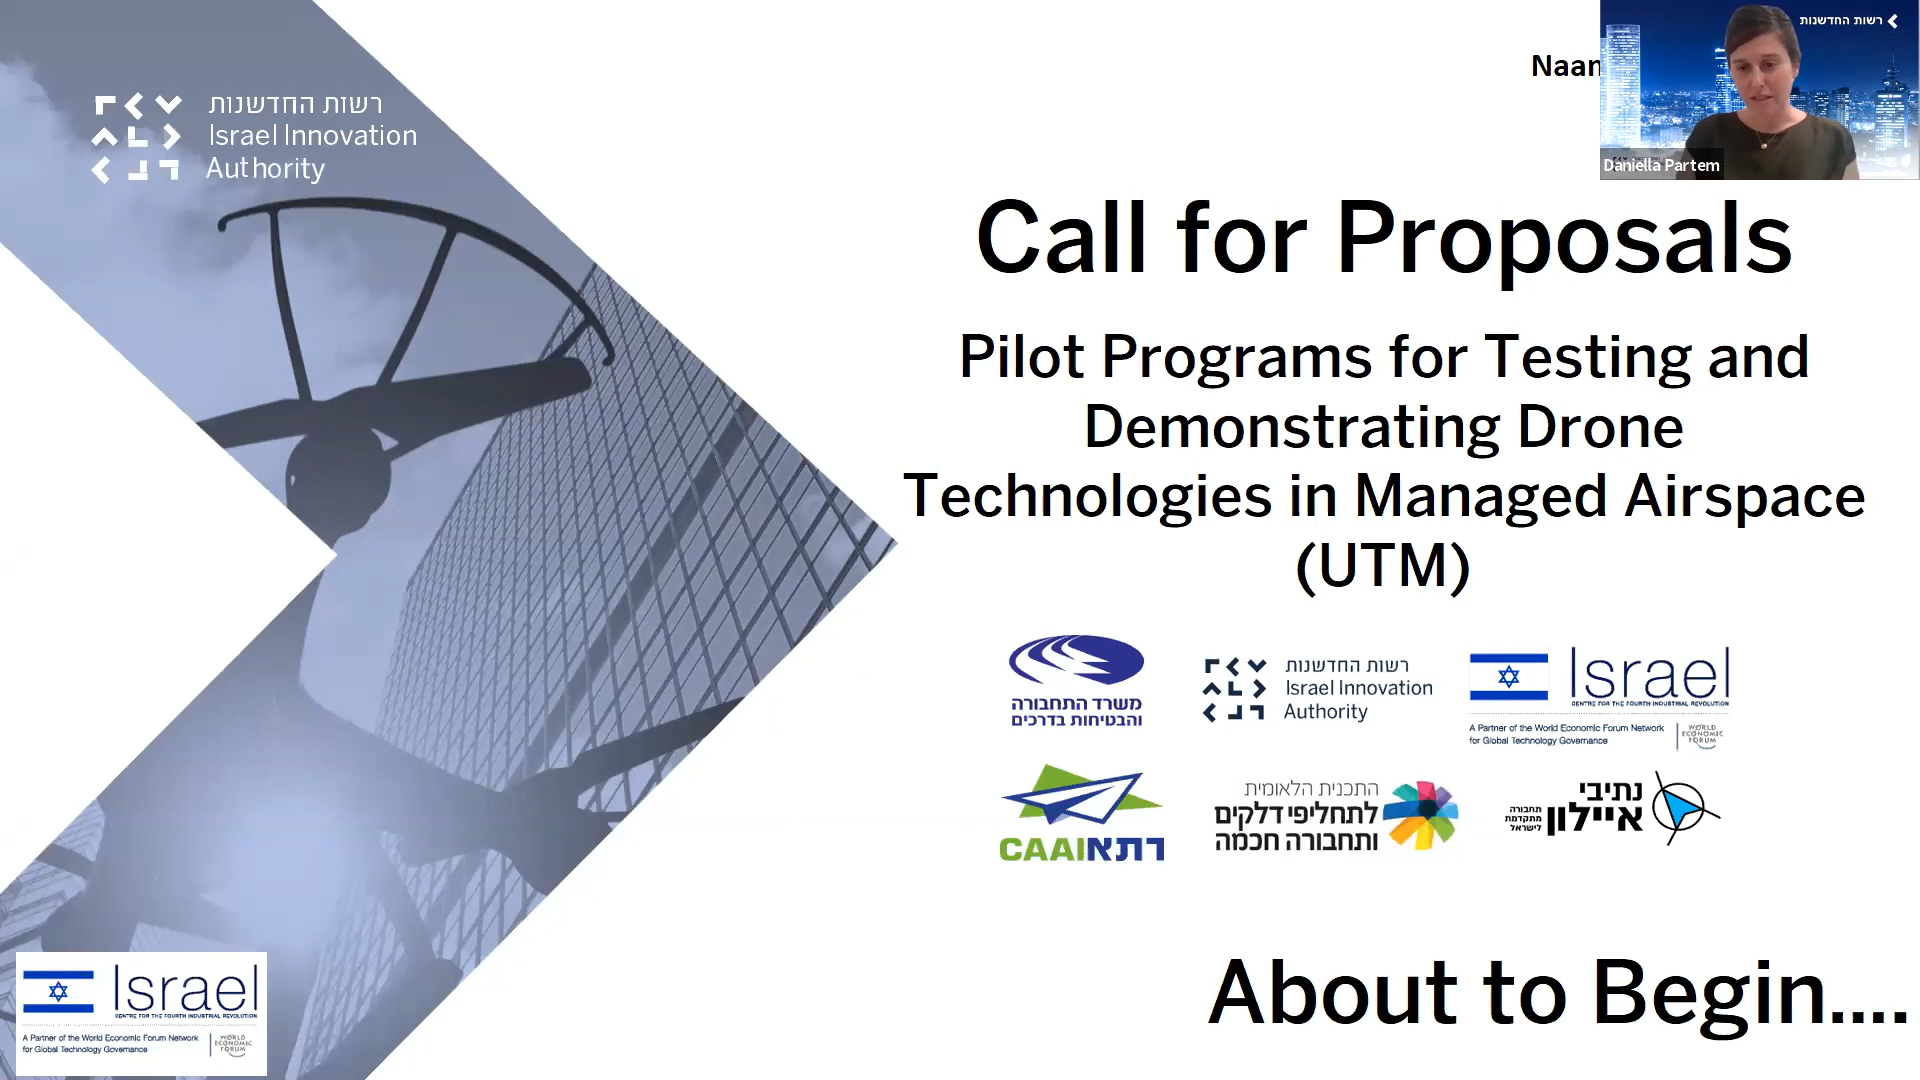 רשות החדשנות
Israel Innovation
Authority
רשות החדשנות
Daniella Partem
Call for Proposals
Pilot Programs for Testing and
Demonstrating Drone
Technologies in Managed Airspace
(UTM)
משרד התחבורה
והבטיחות בדרכים
רשות החדשנות
Israel Innovation
Authority
Israel
CENTRE FOR THE FOURTH INDUSTRIAL REVOLUTION
A Partner of the World Economic Forum Network
for Global Technology Governance
WORLD
ECONOMIC
FORUM
CAAI רתא
התכנית הלאומית
לתחליפי דלקים
ותחבורה חכמה
נתיבי
איילון
תחבורה
מתקדמת
לישראל
About to Begin....
Israel
CENTRE FOR THE FOURTH INDUSTRIAL REVOLUTION
A Partner of the World Economic Forum Network
for Global Technology Governance
WORLD
ECONOMIC
FORUM